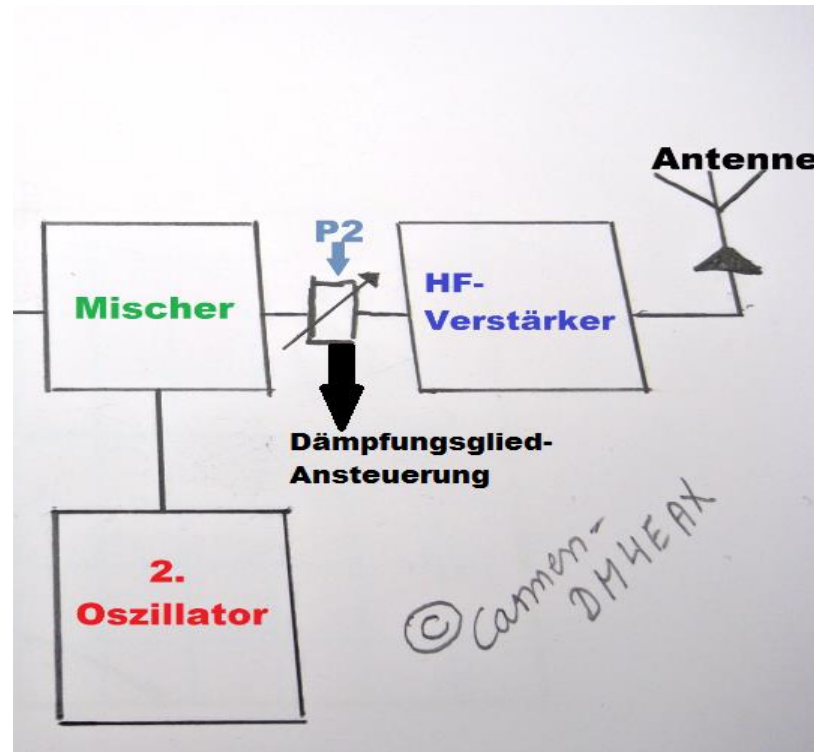 Antenne
P2
Mischer
HF-
Verstärker
Dämpfungsglied-
Ansteuerung
2.
Oszillator
© Carmen-
DM4EAX